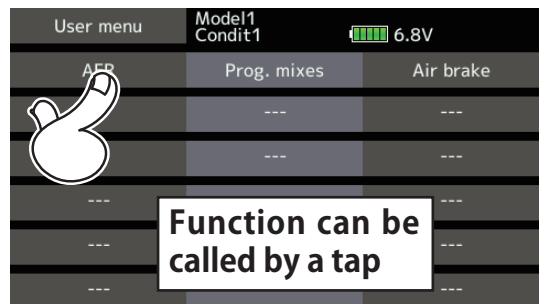 User menu
Model1
Condit1
6.8V
AFR Prog. mixes Air brake
--- ---
--- ---
--- ---
--- ---
--- ---
Function can be
called by a tap